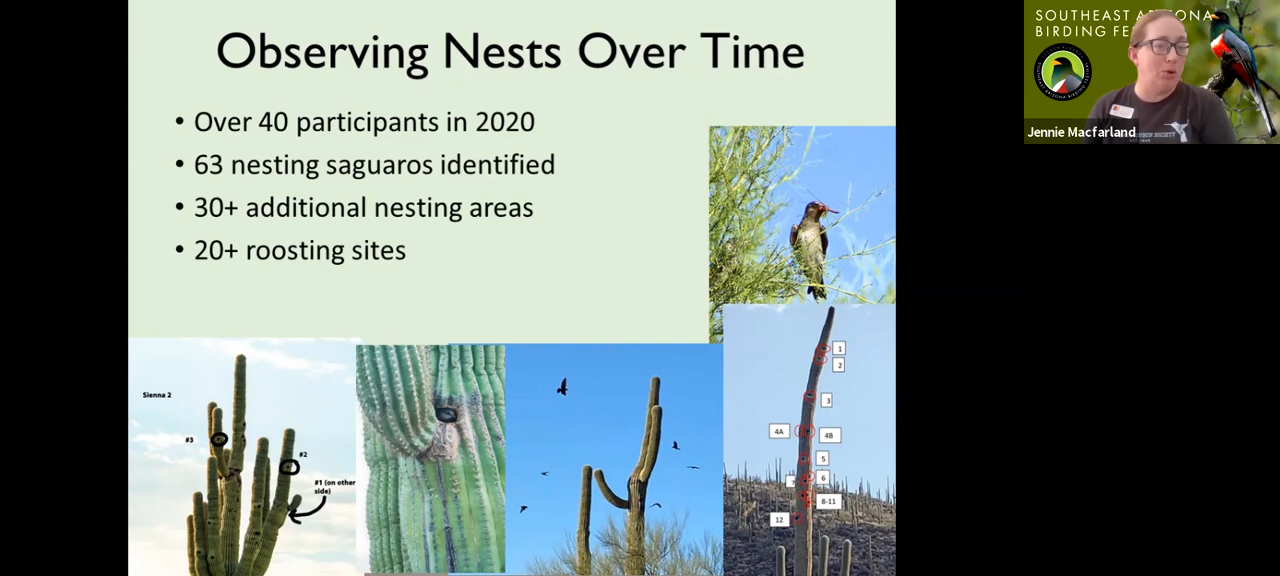 Observing Nests Over Time
• Over 40 participants in 2020
• 63 nesting saguaros identified
• 30+ additional nesting areas
• 20+ roosting sites
Sienna 2
#3
#2
#1 (on other
side)
1
2
3
4A
4B
5
6
7
8-11
12
SOUTHEAST ARIZONA
BIRDING FE
Jennie Macfarland